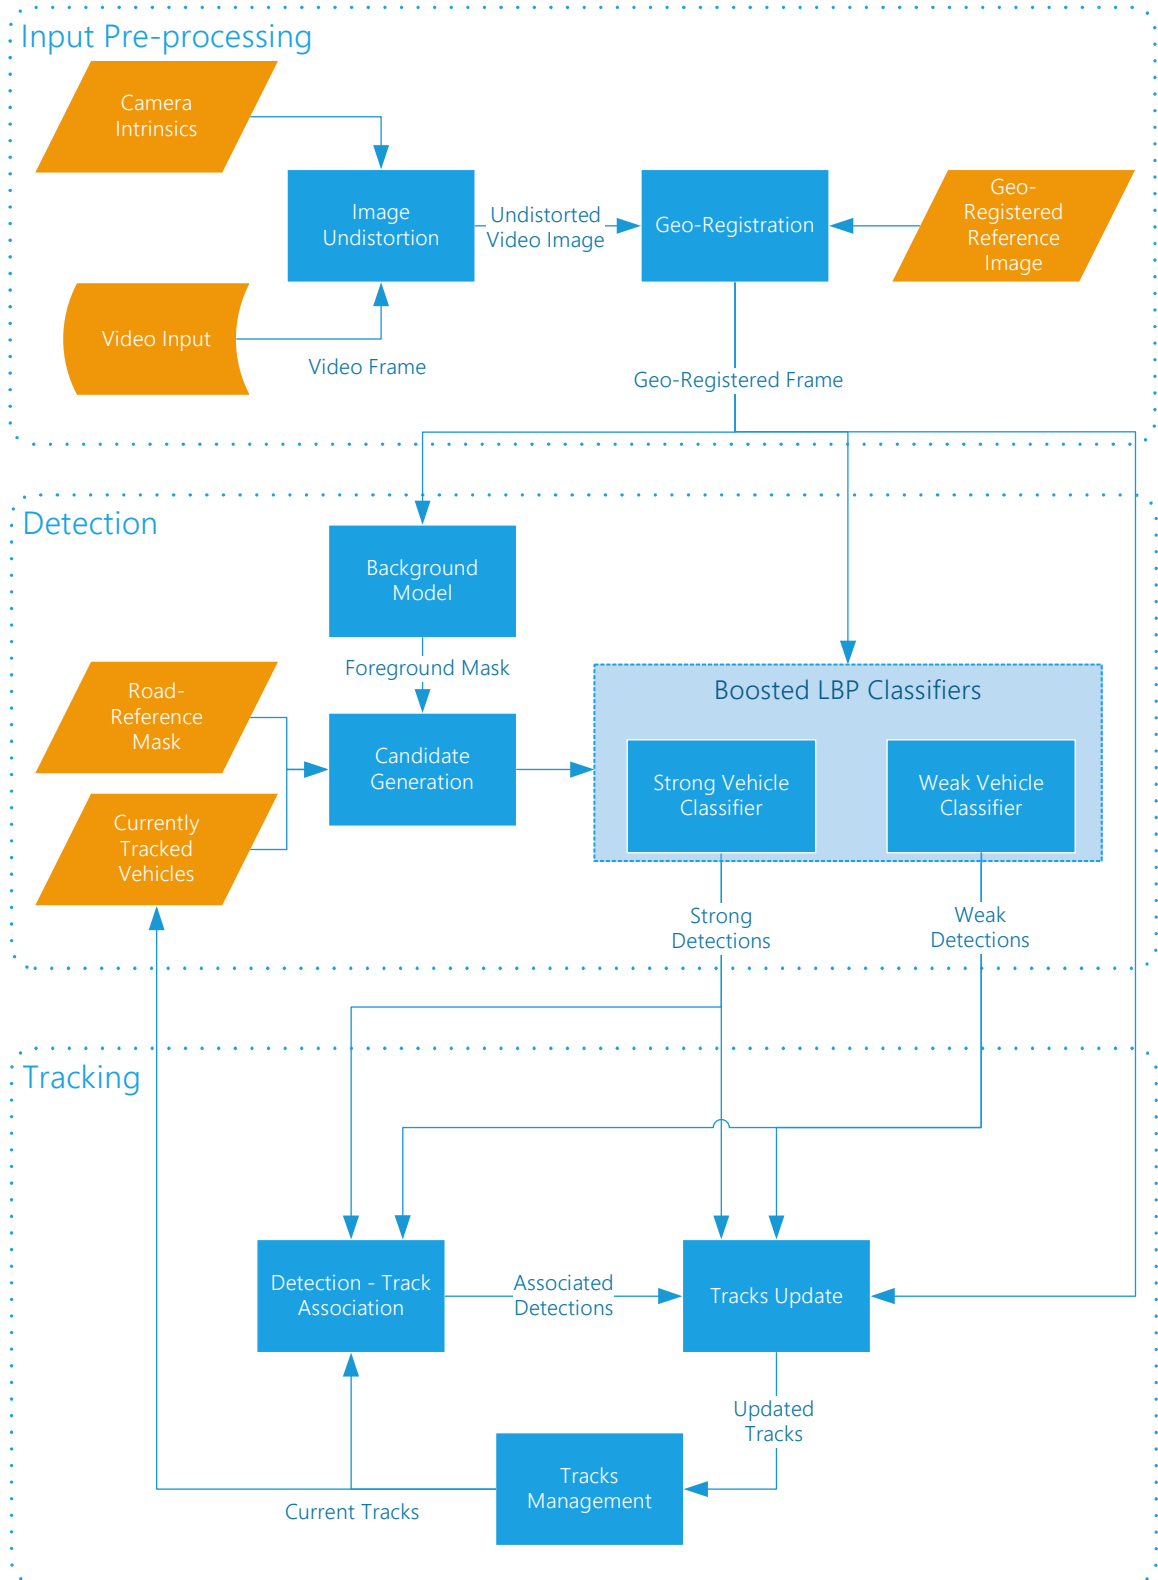 Input Pre-processing
Camera
Intrinsics
Image
Undistortion
Undistorted
Video Image
Geo-Registration
Geo-
Registered
Reference
Image
Video Input
Video Frame
Geo-Registered Frame
Detection
Background
Model
Foreground Mask
Road-
Reference
Mask
Candidate
Generation
Currently
Tracked
Vehicles
Boosted LBP Classifiers
Strong Vehicle
Classifier
Weak Vehicle
Classifier
Strong
Detections
Weak
Detections
Tracking
Detection - Track
Association
Associated
Detections
Tracks Update
Updated
Tracks
Tracks
Management
Current Tracks